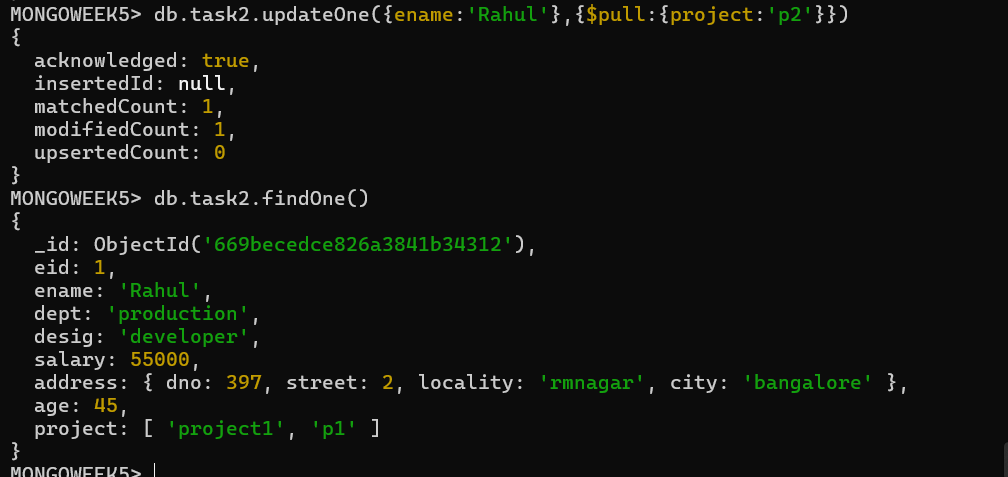 MONGOWEEK5> db.task2.updateOne({ename:'Rahul'},{$pull:{project:'p2'}})
{
  acknowledged: true,
  insertedId: null,
  matchedCount: 1,
  modifiedCount: 1,
  upsertedCount: 0
}
MONGOWEEK5> db.task2.findOne()
{
  _id: ObjectId('669becedce826a3841b34312'),
  eid: 1,
  ename: 'Rahul',
  dept: 'production',
  desig: 'developer',
  salary: 55000,
  address: { dno: 397, street: 2, locality: 'rmnagar', city: 'bangalore' },
  age: 45,
  project: [ 'project1', 'p1' ]
}
MONGOWEEK5>